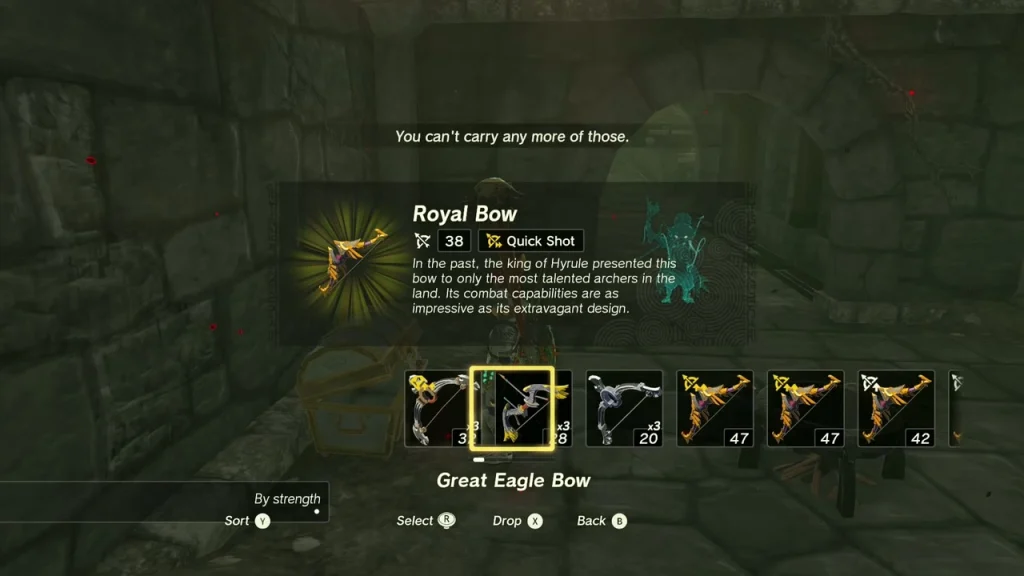 You can't carry any more of those.
Royal Bow
38 Quick Shot
In the past, the king of Hyrule presented this
bow to only the most talented archers in the
land. Its combat capabilities are as
impressive as its extravagant design.
x3 x3 x3
28 20 47 47 42
Great Eagle Bow
By strength
Sort Y Select R Drop X Back B